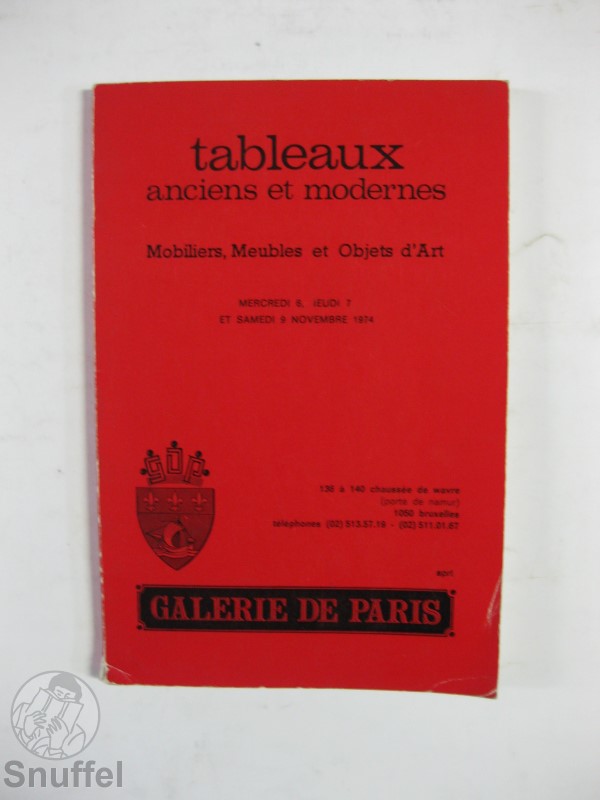 tableaux
anciens et modernes
Mobiliers, Meubles et Objets d'Art
MERCREDI 6, JEUDI 7
ET SAMEDI 9 NOVEMBRE 1974
gdp
136 à 140 chaussée de wavre
(porte de namur)
1050 bruxelles
téléphones (02) 513.57.19 - (02) 511.01.67
sprl
GALERIE DE PARIS
Snuffel